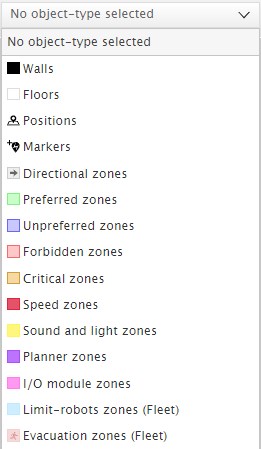 No object-type selected
No object-type selected
Walls
Floors
Positions
Markers
Directional zones
Preferred zones
Unpreferred zones
Forbidden zones
Critical zones
Speed zones
Sound and light zones
Planner zones
I/O module zones
Limit-robots zones (Fleet)
Evacuation zones (Fleet)